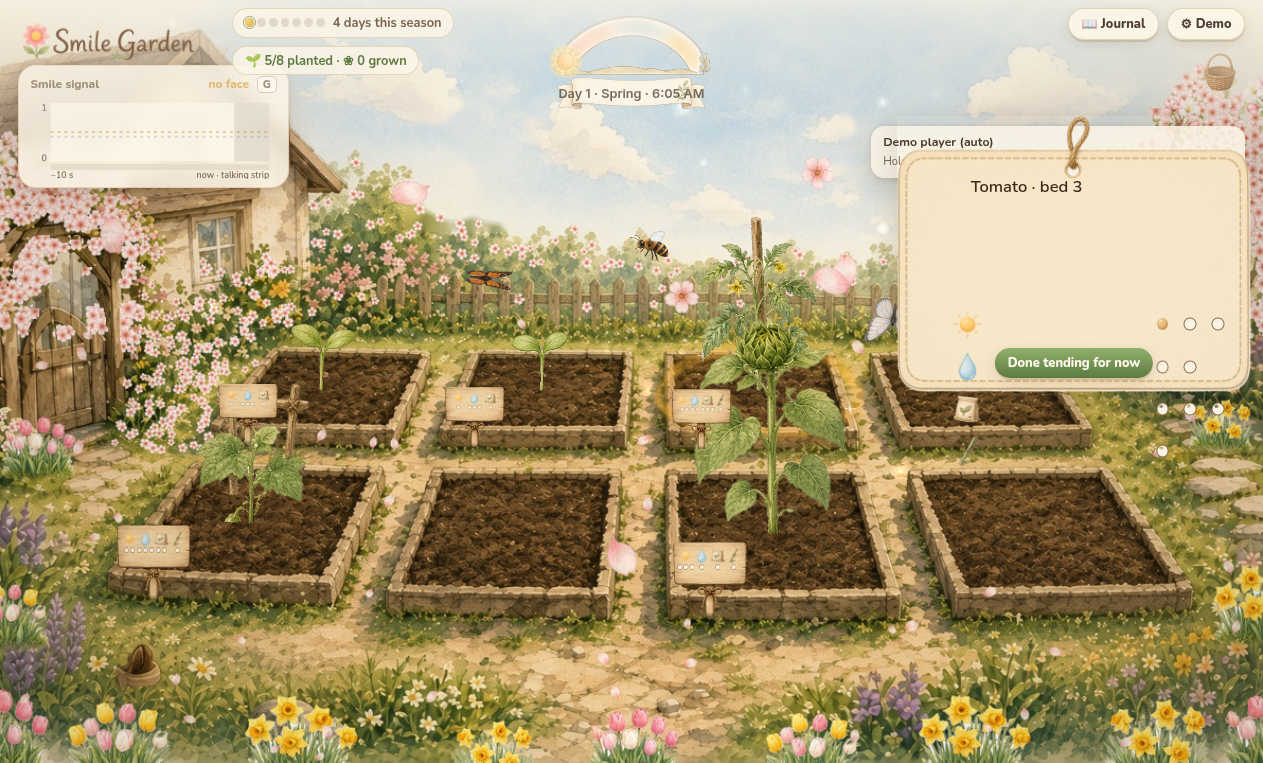 Smile Garden
4 days this season
5/8 planted · 0 grown
Smile signal
no face
G
1
0
−10 s
now · talking strip
Day 1 · Spring · 6:05 AM
Journal
Demo
Demo player (auto)
Tomato · bed 3
Done tending for now